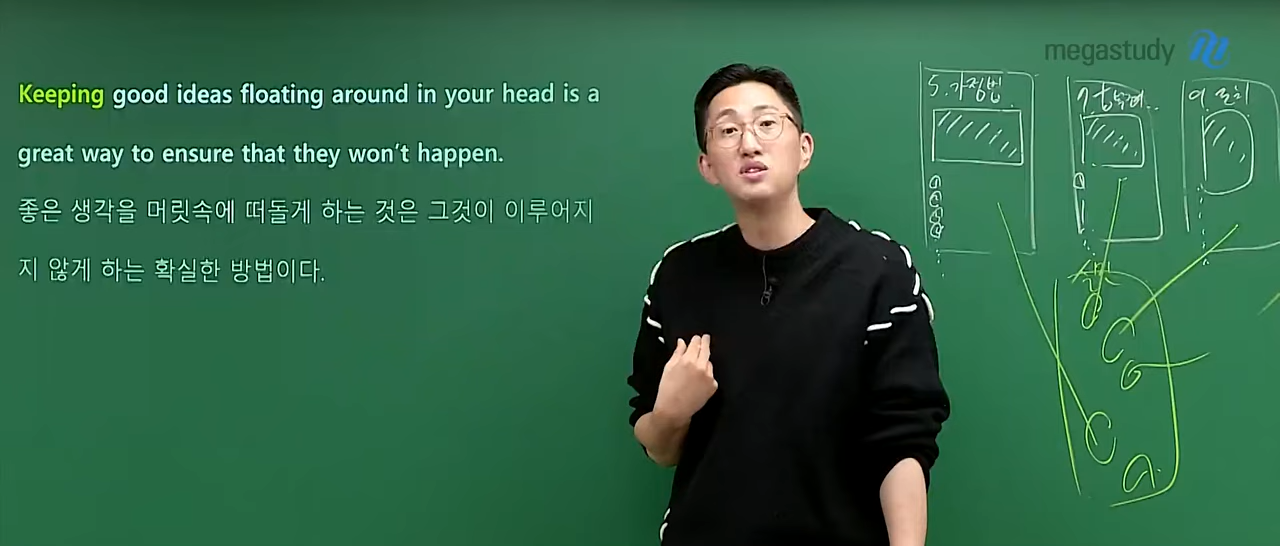 Keeping good ideas floating around in your head is a
great way to ensure that they won't happen.
좋은 생각을 머릿속에 떠돌게 하는 것은 그것이 이루어지
지 않게 하는 확실한 방법이다.
megastudy
5. 가정법